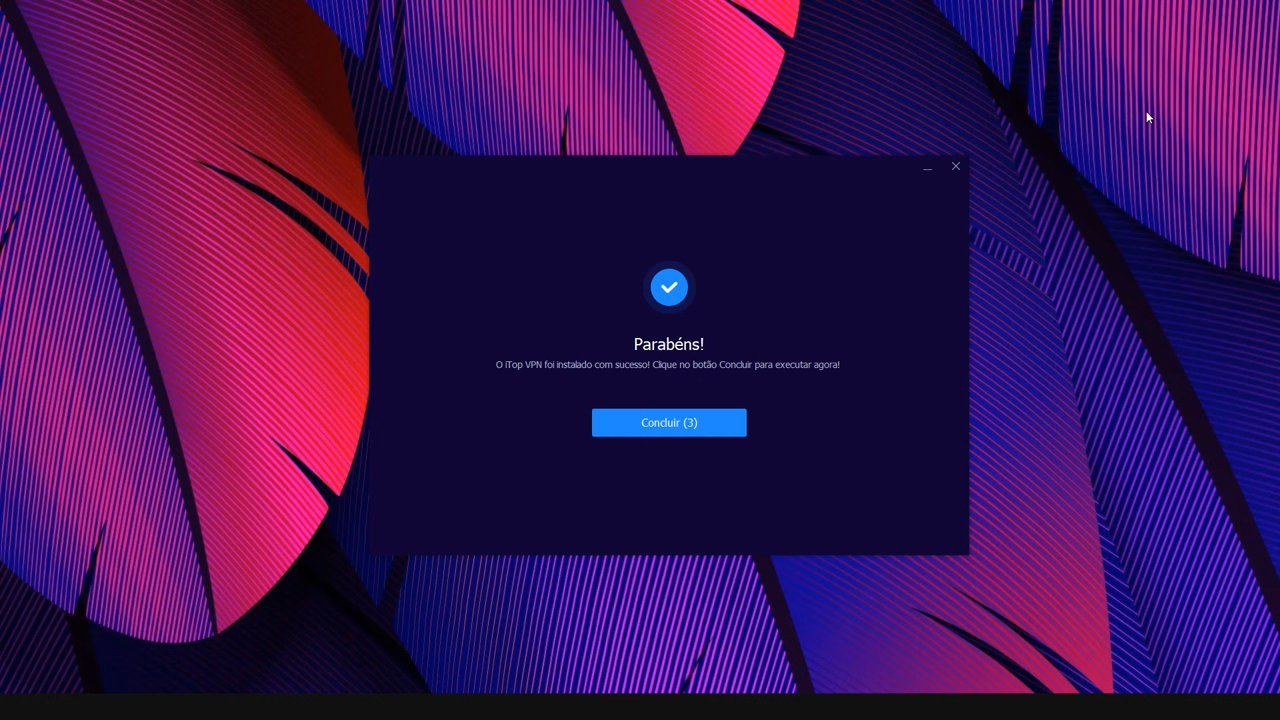 Parabéns!
O iTop VPN foi instalado com sucesso! Clique no botão Concluir para executar agora!
Concluir (3)